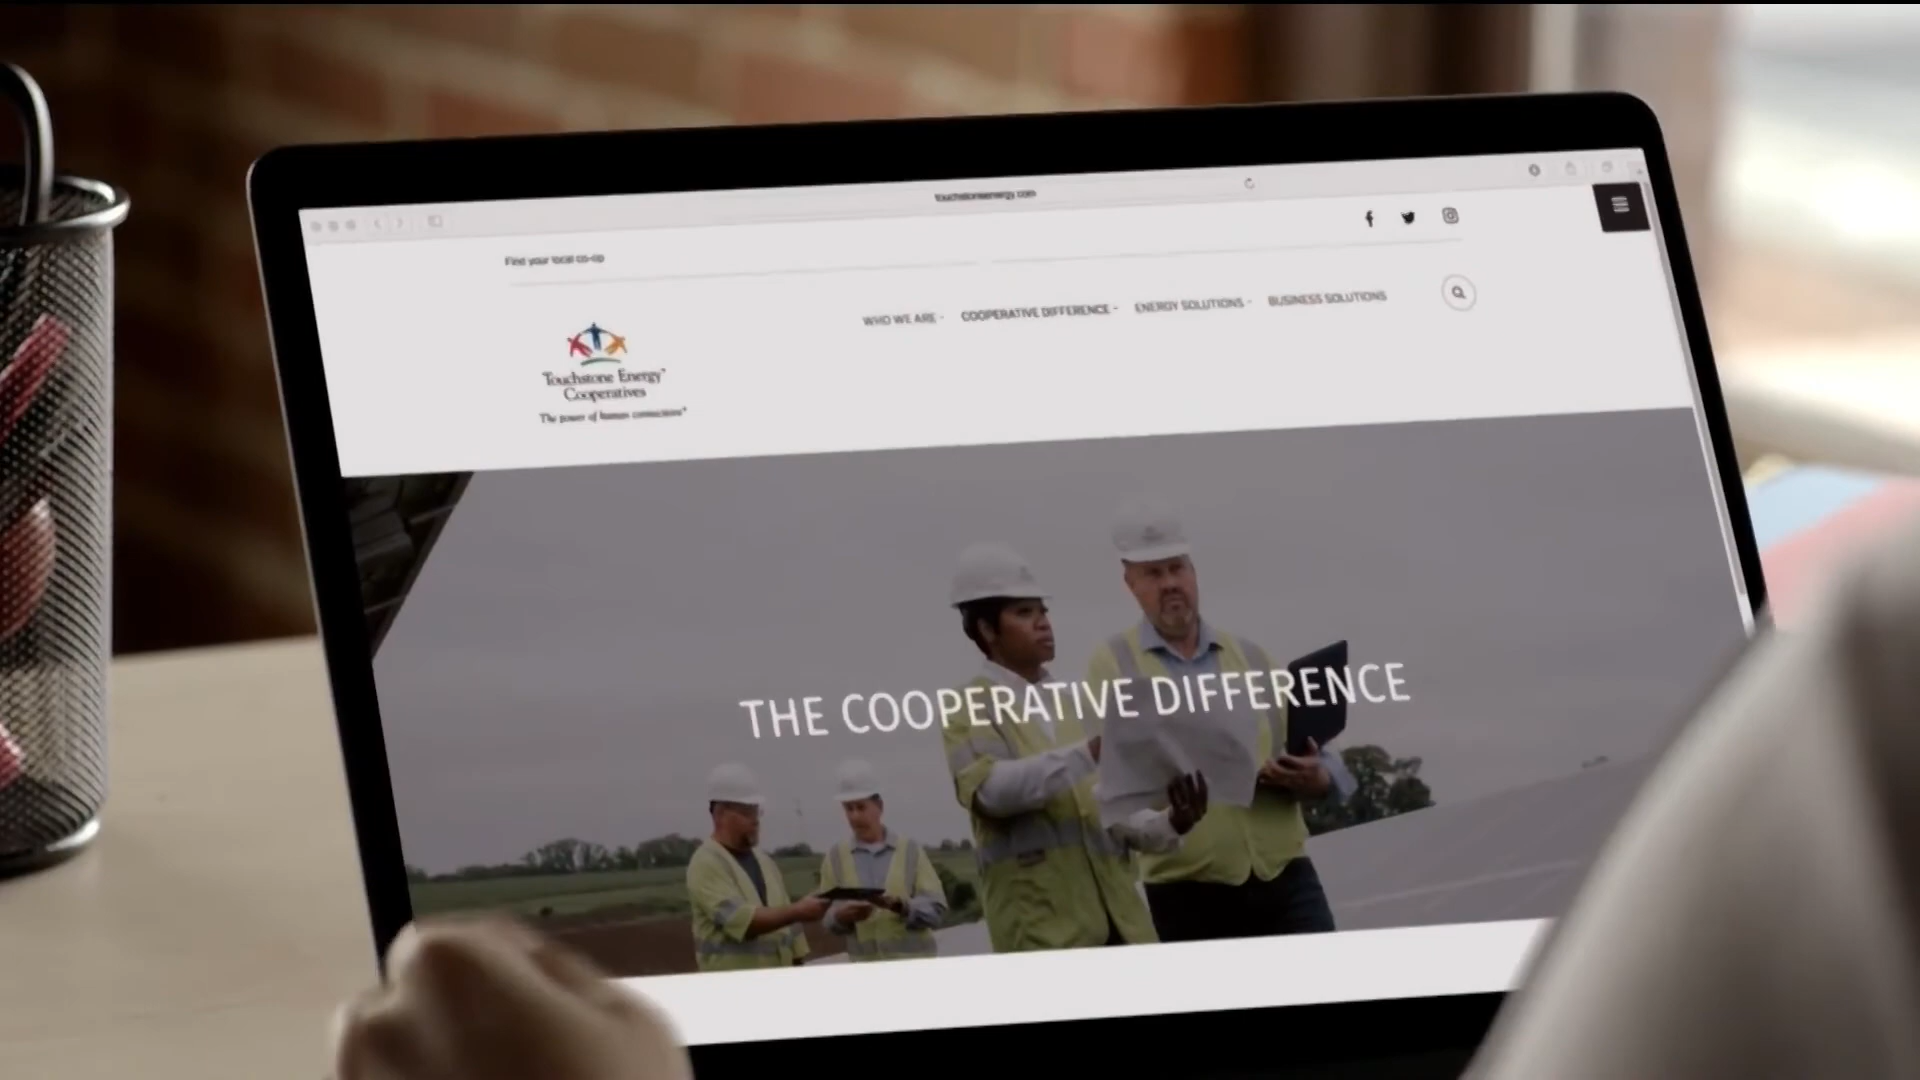 touchstoneenergy.com
Find your local co-op
WHO WE ARE
COOPERATIVE DIFFERENCE
ENERGY SOLUTIONS
BUSINESS SOLUTIONS
Touchstone Energy®
Cooperatives
The power of human connections®
THE COOPERATIVE DIFFERENCE